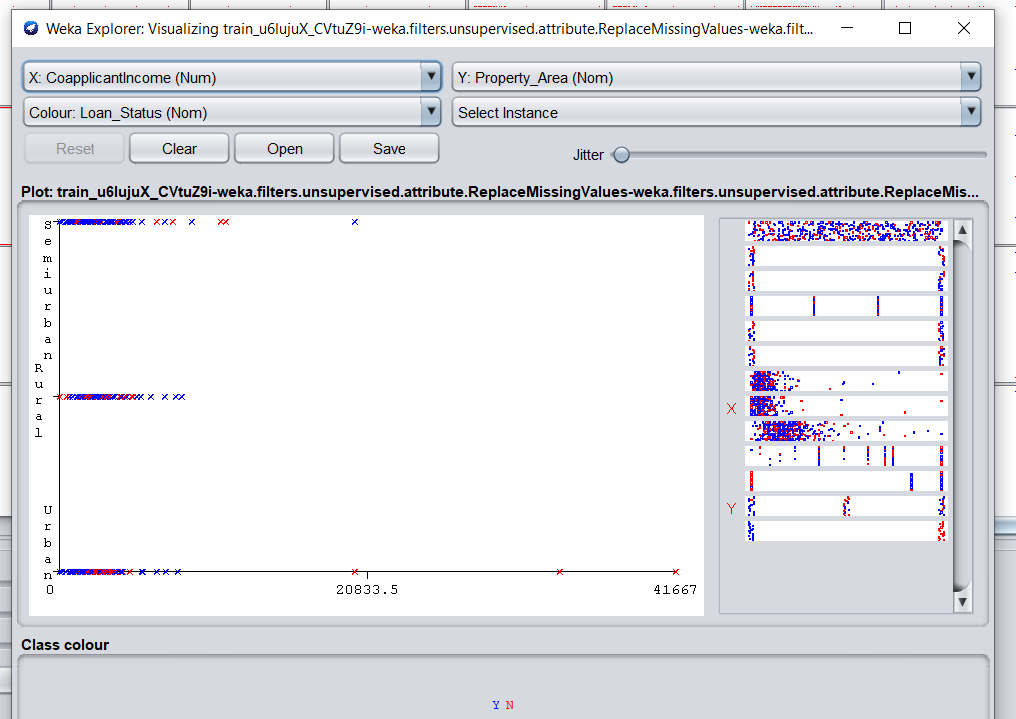 Weka Explorer: Visualizing train_u6lujuX_CVtuZ9i-weka.filters.unsupervised.attribute.ReplaceMissingValues-weka.filt...
X: CoapplicantIncome (Num)
Y: Property_Area (Nom)
Colour: Loan_Status (Nom)
Select Instance
Reset
Clear
Open
Save
Jitter
Plot: train_u6lujuX_CVtuZ9i-weka.filters.unsupervised.attribute.ReplaceMissingValues-weka.filters.unsupervised.attribute.ReplaceMis...
Semiurban
Rural
Urban
0
20833.5
41667
X
Y
Class colour
Y N